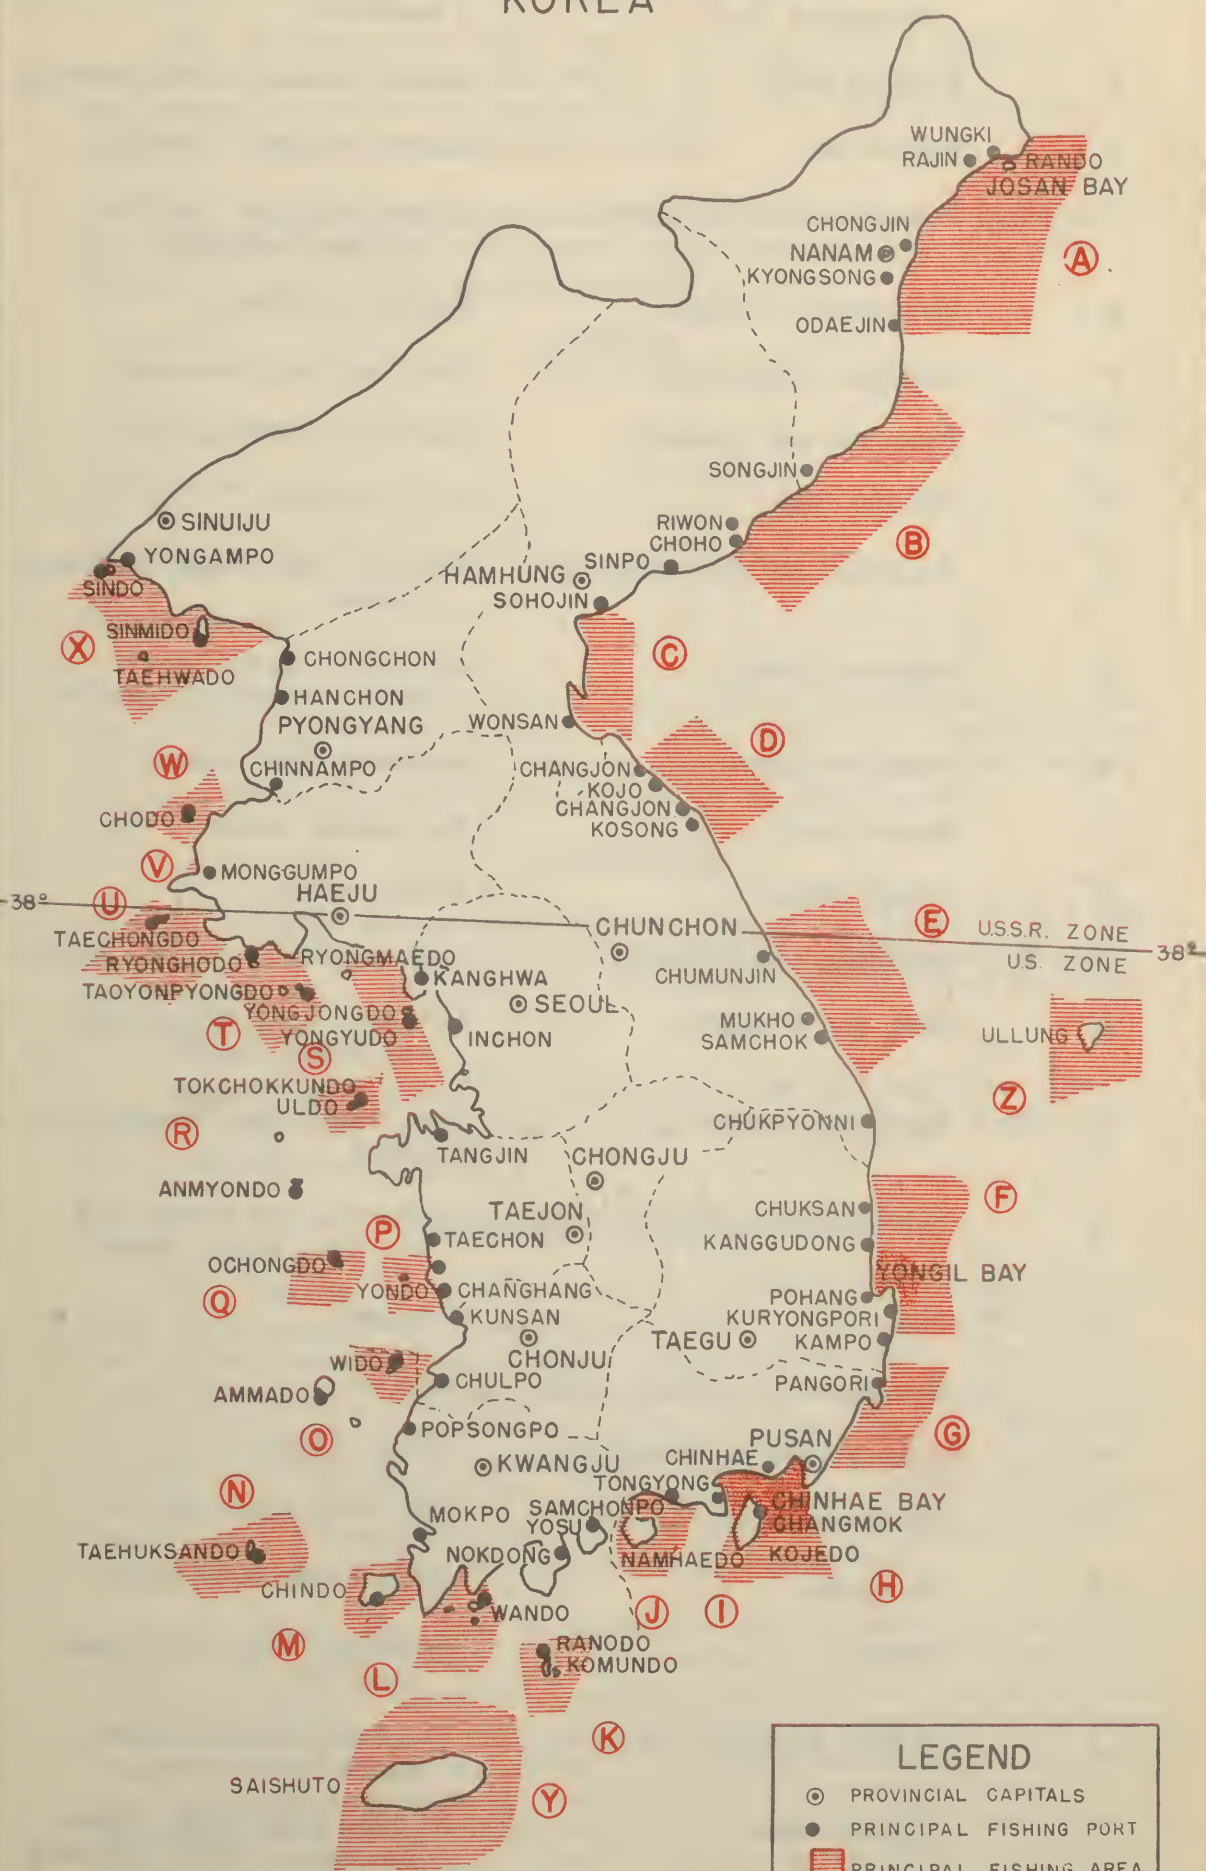 KOREA
WUNGKI
RAJIN
RANDO
JOSAN BAY
CHONGJIN
NANAM
A
KYONGSONG
ODAEJIN
SONGJIN
SINUIJU
RIWON
CHOHO
B
YONGAMPO
SINPO
HAMHUNG
SINDO
SOHOJIN
SINMIDO
X
CHONGCHON
C
TAEHWADO
HANCHON
PYONGYANG
WONSAN
D
W
CHINNAMPO
CHANGJON
KOJO
CHODO
CHANGJON
KOSONG
V
MONGGUMPO
HAEJU
38°
U
E
CHUNCHON
U.S.S.R. ZONE
TAECHONGDO
38°
RYONGHODO
RYONGMAEDO
U.S. ZONE
KANGHWA
CHUMUNJIN
TAOYONPYONGDO
SEOUL
YONGJONGDO
MUKHO
T
YONGYUDO
INCHON
SAMCHOK
ULLUNG
S
TOKCHOKKUNDO
ULDO
Z
R
CHUKPYONNI
TANGJIN
CHONGJU
ANMYONDO
F
TAEJON
CHUKSAN
P
TAECHON
KANGGUDONG
OCHONGDO
YONGIL BAY
YONDO
CHANGHANG
POHANG
Q
KUNSAN
KURYONGPORI
TAEGU
KAMPO
WIDO
CHONJU
CHULPO
PANGORI
AMMADO
POPSONGPO
G
O
PUSAN
KWANGJU
CHINHAE
N
TONGYONG
MOKPO
SAMCHONPO
CHINHAE BAY
YOSU
CHANGMOK
TAEHUKSANDO
NOKDONG
NAMHAEDO
KOJEDO
CHINDO
H
WANDO
J
I
M
RANODO
L
KOMUNDO
K
SAISHUTO
Y
LEGEND
PROVINCIAL CAPITALS
PRINCIPAL FISHING PORT
PRINCIPAL FISHING AREA